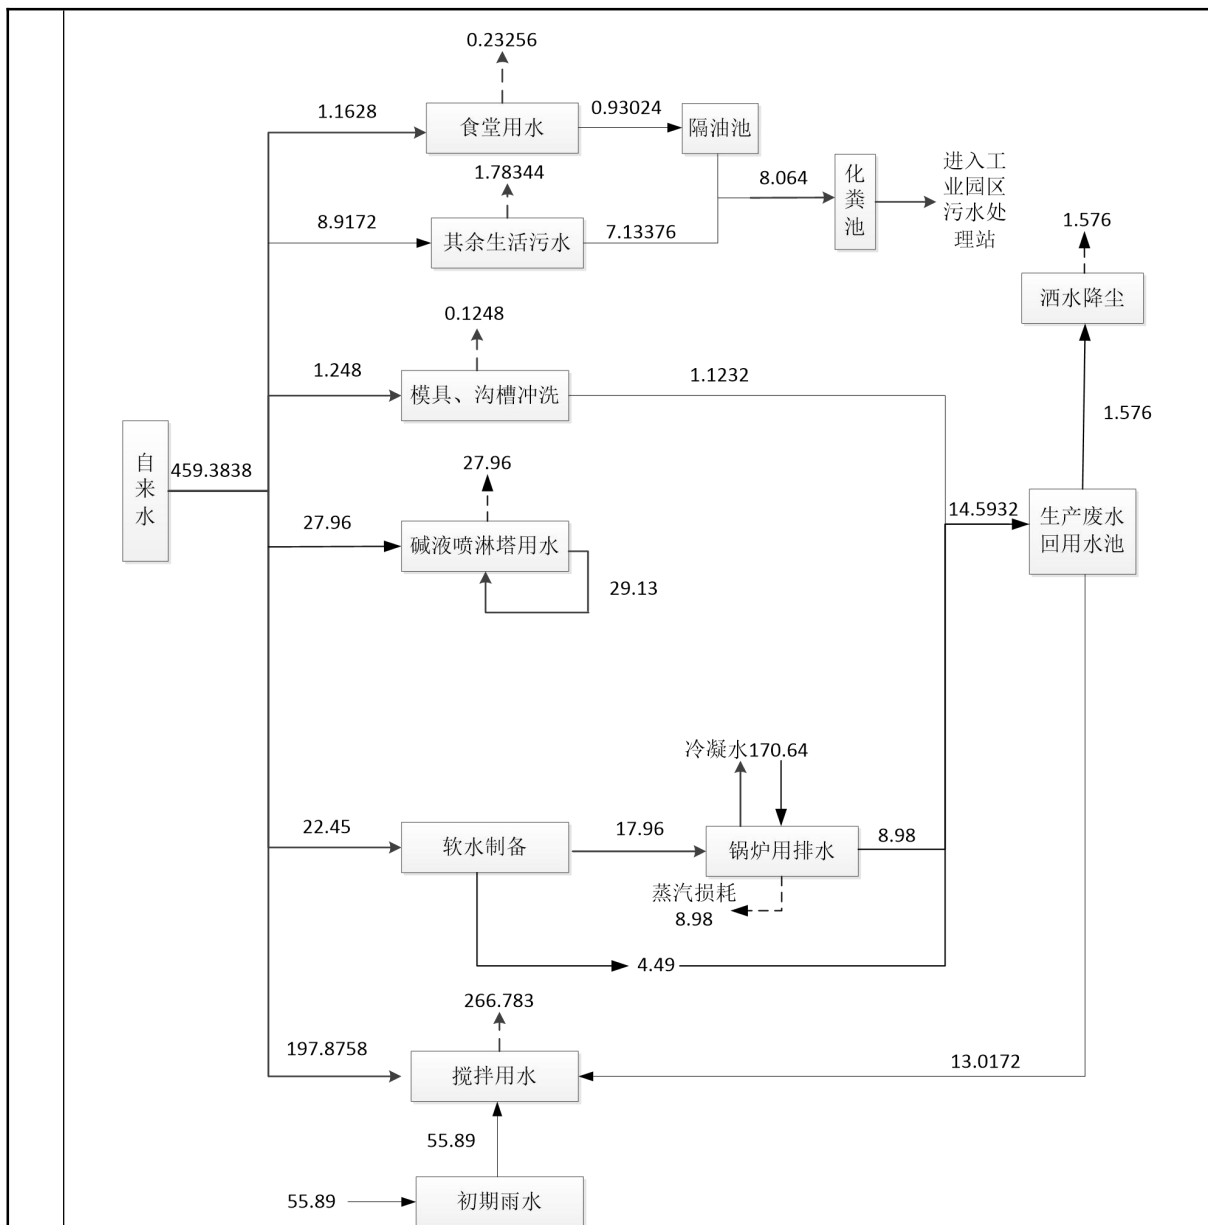 0.23256
1.1628
食堂用水
0.93024
隔油池
1.78344
8.9172
其余生活污水
7.13376
8.064
化
粪
池
进入工
业园区
污水处
理站
1.576
洒水降尘
1.576
0.1248
1.248
模具、沟槽冲洗
1.1232
自
来
水
459.3838
27.96
27.96
碱液喷淋塔用水
29.13
14.5932
生产废水
回用水池
冷凝水170.64
22.45
软水制备
17.96
锅炉用排水
8.98
蒸汽损耗
8.98
4.49
266.783
197.8758
搅拌用水
13.0172
55.89
55.89
初期雨水